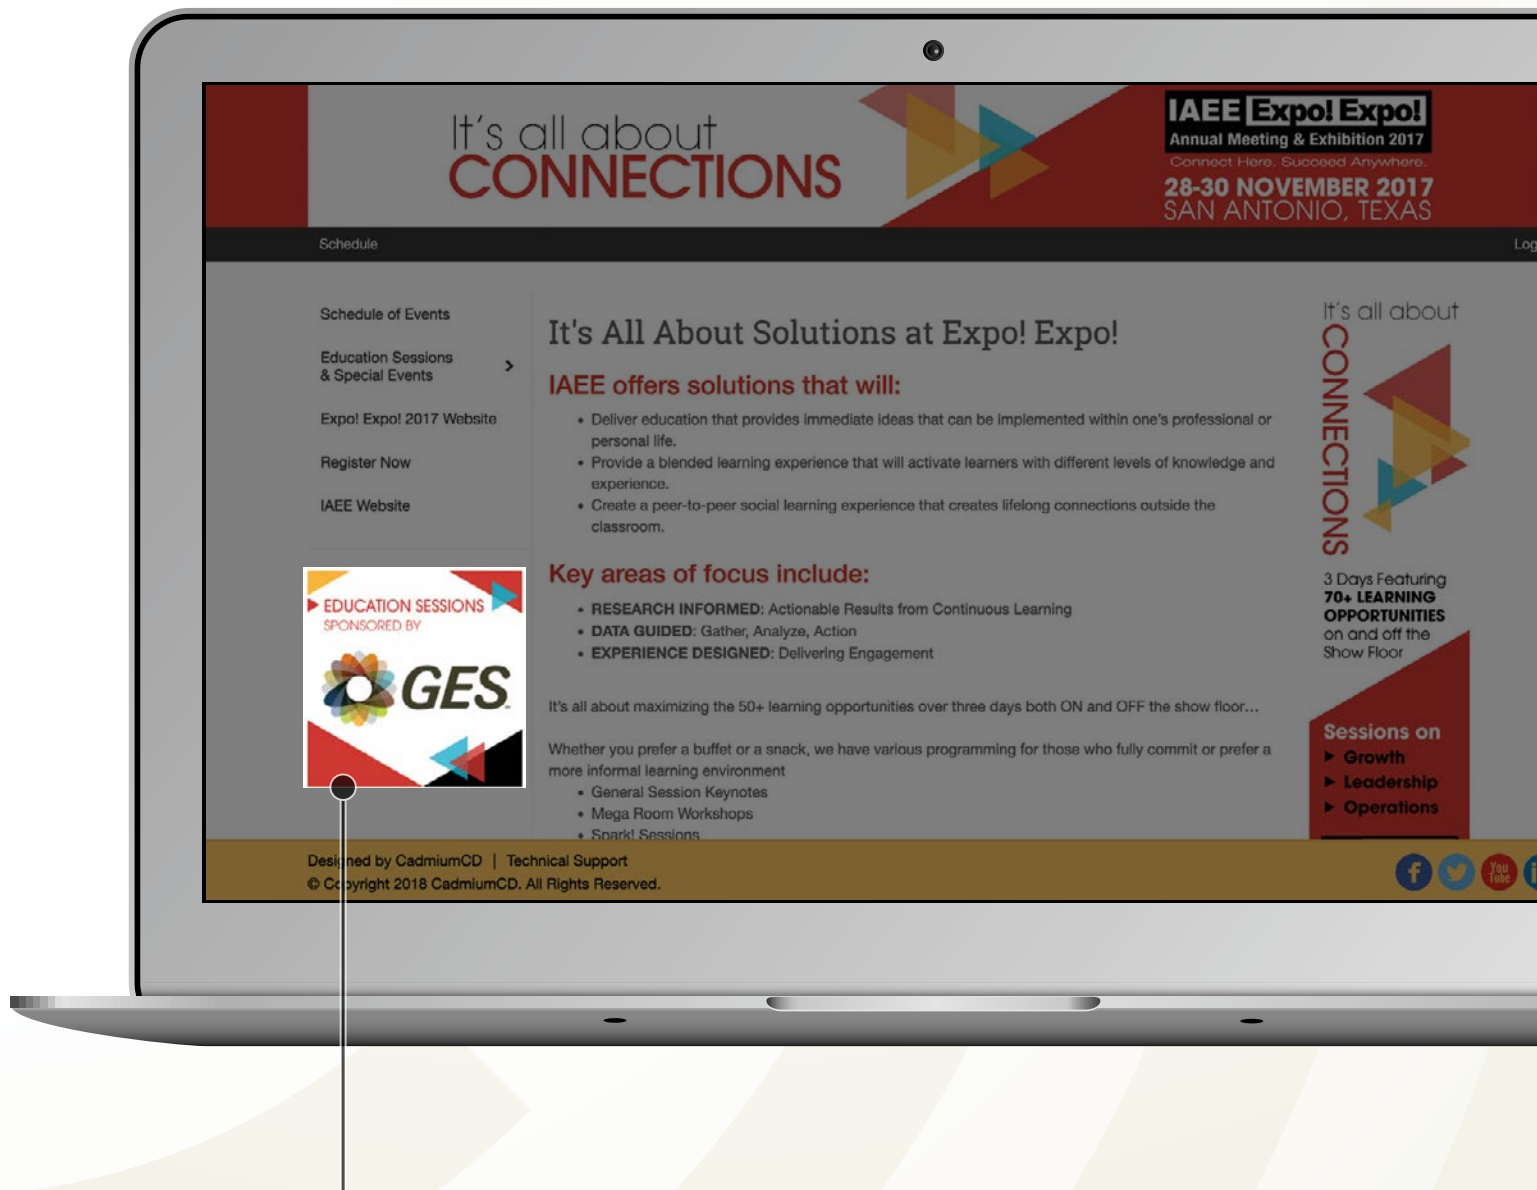 It's all about
CONNECTIONS
IAEE Expo! Expo!
Annual Meeting & Exhibition 2017
Connect Here. Succeed Anywhere.
28-30 NOVEMBER 2017
SAN ANTONIO, TEXAS
Schedule
Schedule of Events
Education Sessions
& Special Events
Expo! Expo! 2017 Website
Register Now
IAEE Website
EDUCATION SESSIONS
SPONSORED BY
GES
It's All About Solutions at Expo! Expo!
IAEE offers solutions that will:
• Deliver education that provides immediate ideas that can be implemented within one's professional or
personal life.
• Provide a blended learning experience that will activate learners with different levels of knowledge and
experience.
• Create a peer-to-peer social learning experience that creates lifelong connections outside the
classroom.
Key areas of focus include:
• RESEARCH INFORMED: Actionable Results from Continuous Learning
• DATA GUIDED: Gather, Analyze, Action
• EXPERIENCE DESIGNED: Delivering Engagement
It's all about maximizing the 50+ learning opportunities over three days both ON and OFF the show floor...
Whether you prefer a buffet or a snack, we have various programming for those who fully commit or prefer a
more informal learning environment
• General Session Keynotes
• Mega Room Workshops
• Spark! Sessions
It's all about
CONNECTIONS
3 Days Featuring
70+ LEARNING
OPPORTUNITIES
on and off the
Show Floor
Sessions on
Growth
Leadership
Operations
Designed by CadmiumCD | Technical Support
© Copyright 2018 CadmiumCD. All Rights Reserved.
You
Tube